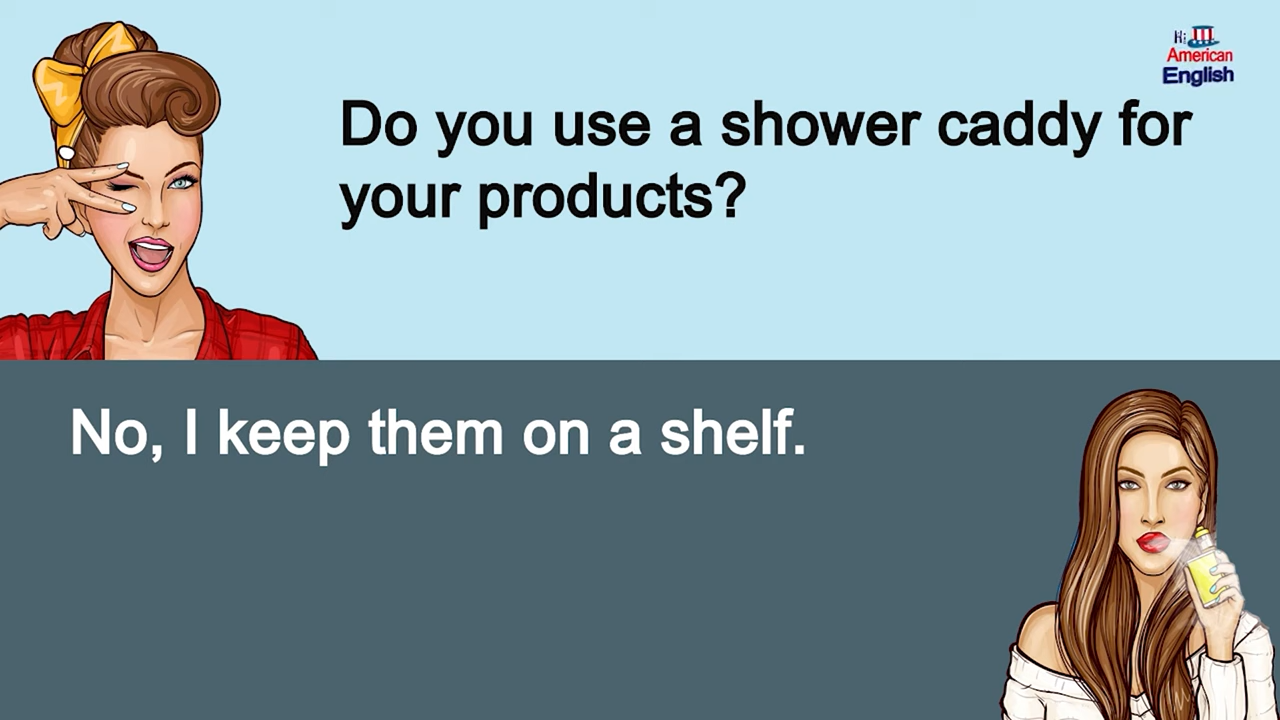 Hi
American
English
Do you use a shower caddy for
your products?
No, I keep them on a shelf.